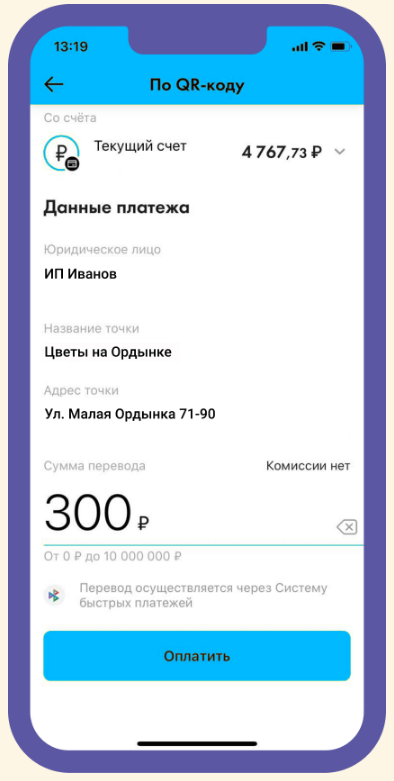 13:19
По QR-коду
Со счёта
Текущий счет 4 767,73 ₽
Данные платежа
Юридическое лицо
ИП Иванов
Название точки
Цветы на Ордынке
Адрес точки
Ул. Малая Ордынка 71-90
Сумма перевода Комиссии нет
300 ₽
От 0 ₽ до 10 000 000 ₽
Перевод осуществляется через Систему
быстрых платежей
Оплатить